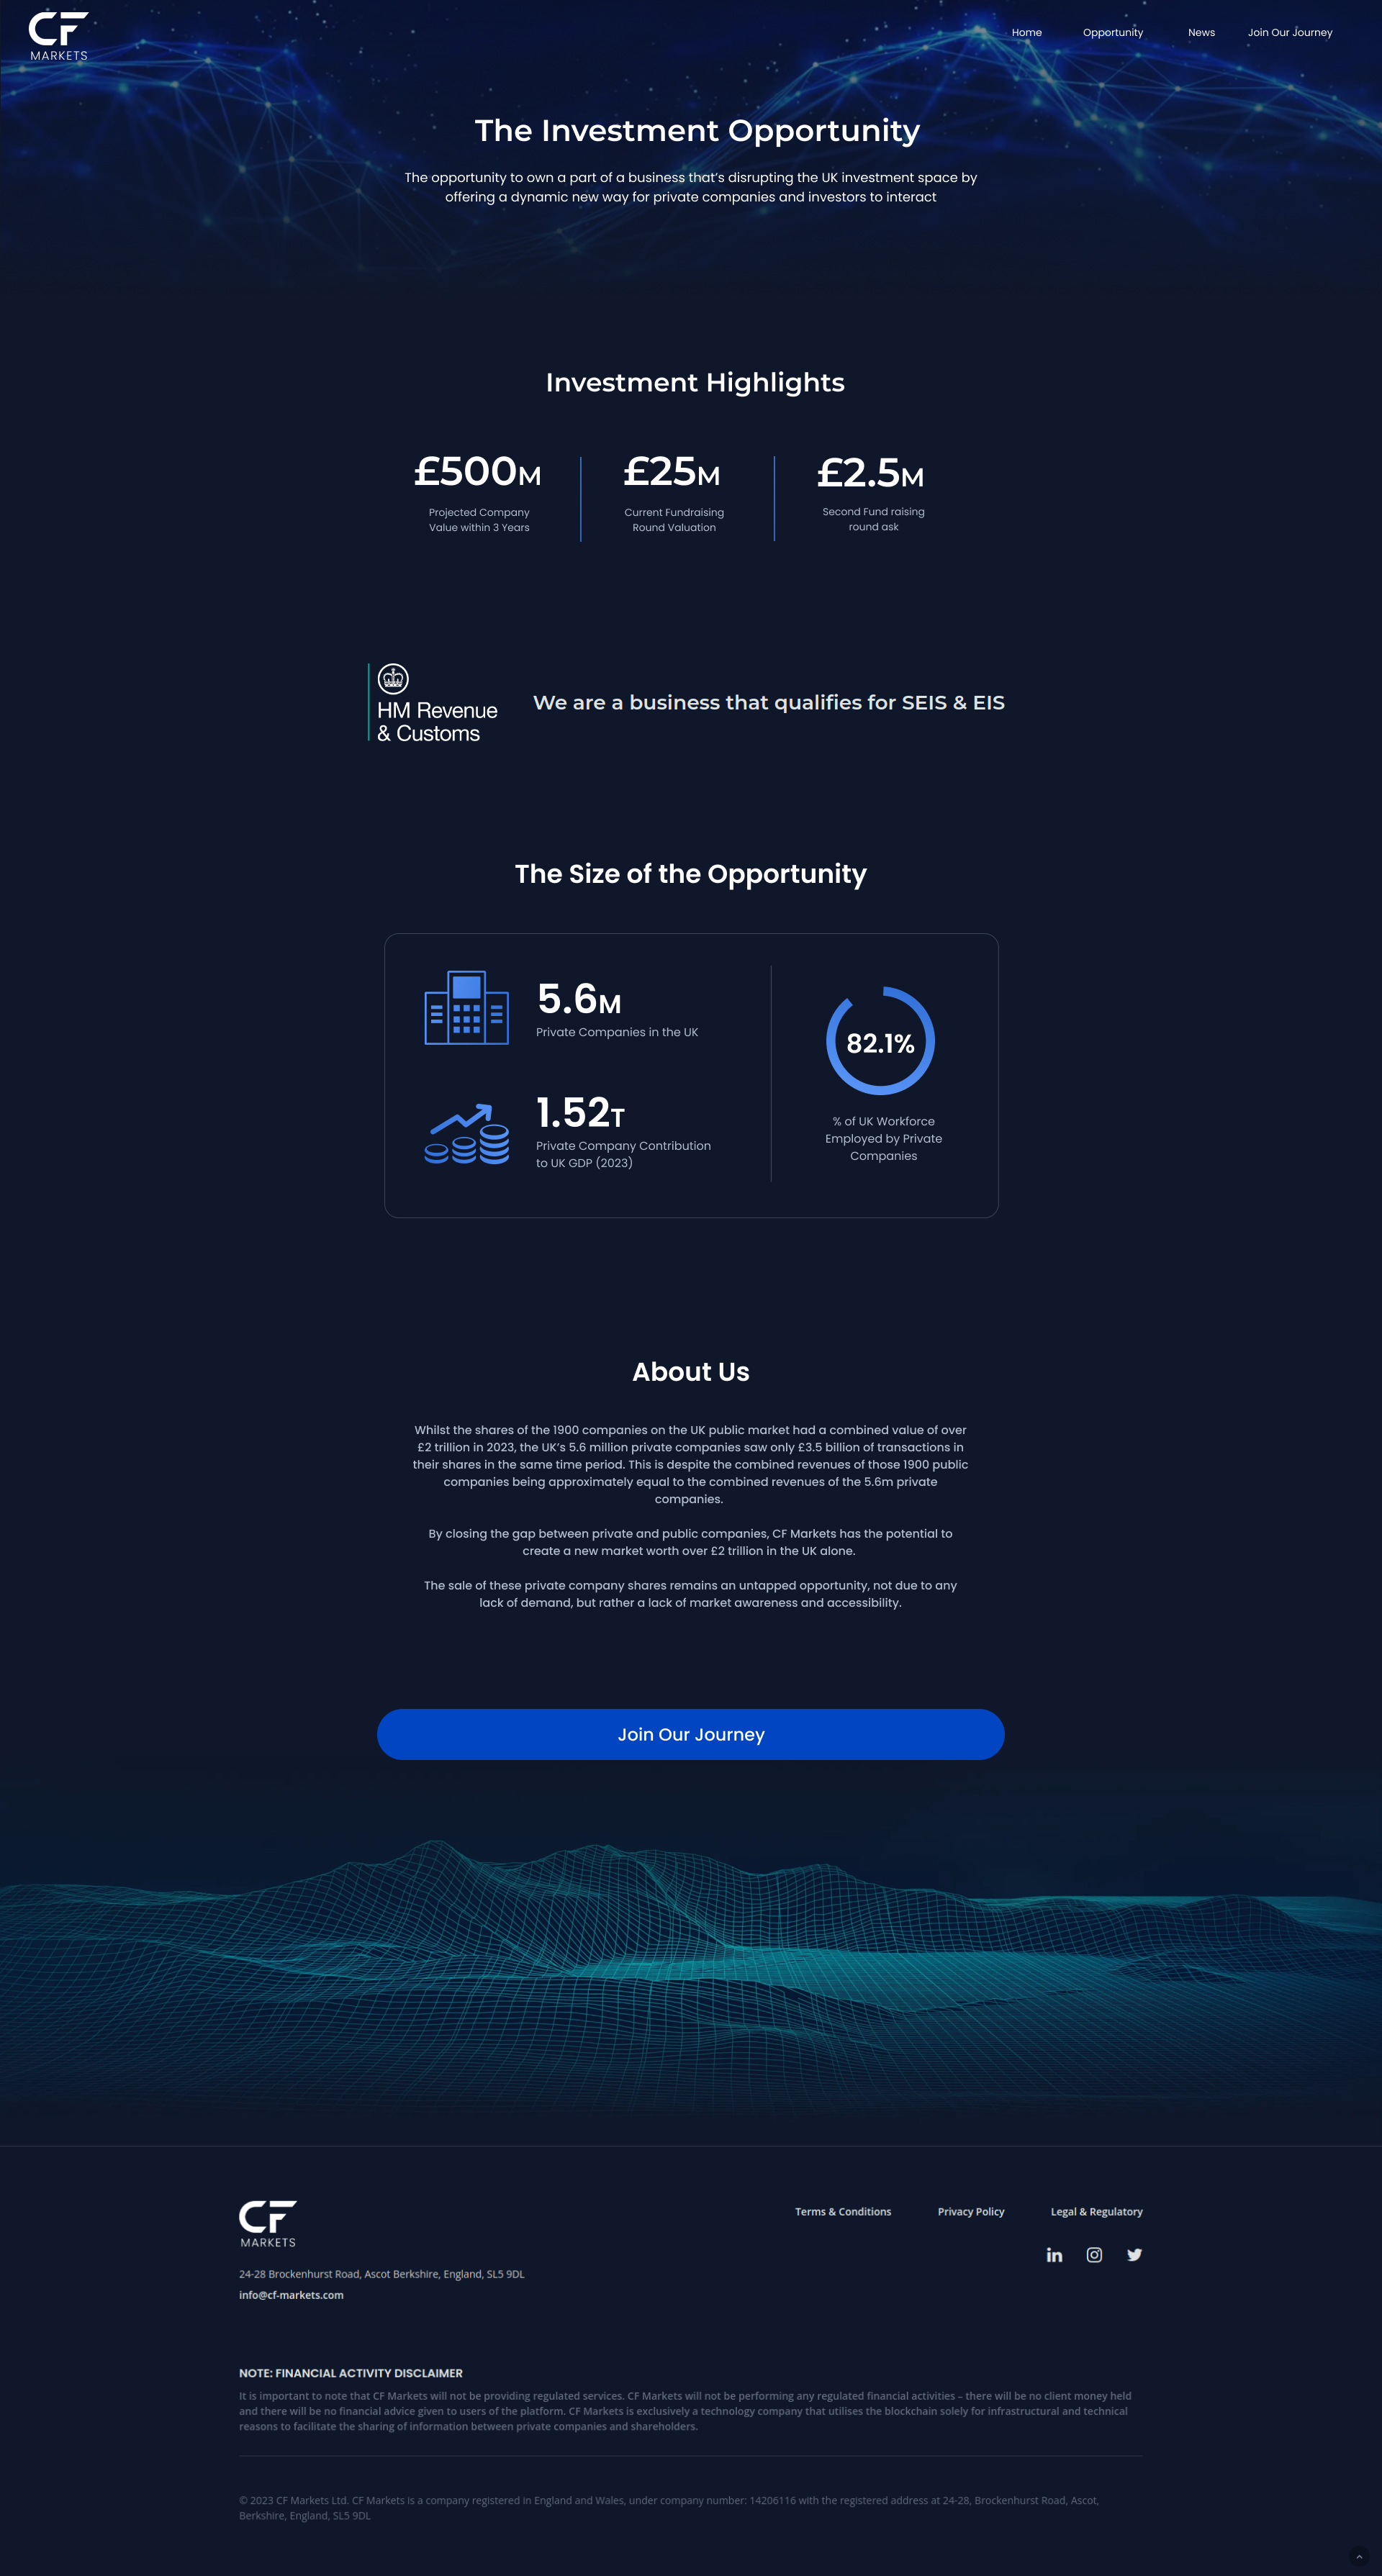 CF
MARKETS
Home
Opportunity
News
Join Our Journey
The Investment Opportunity
The opportunity to own a part of a business that's disrupting the UK investment space by
offering a dynamic new way for private companies and investors to interact
Investment Highlights
£500M
Projected Company
Value within 3 Years
£25M
Current Fundraising
Round Valuation
£2.5M
Second Fund raising
round ask
HM Revenue
& Customs
We are a business that qualifies for SEIS & EIS
The Size of the Opportunity
5.6M
Private Companies in the UK
1.52T
Private Company Contribution
to UK GDP (2023)
82.1%
% of UK Workforce
Employed by Private
Companies
About Us
Whilst the shares of the 1900 companies on the UK public market had a combined value of over
£2 trillion in 2023, the UK's 5.6 million private companies saw only £3.5 billion of transactions in
their shares in the same time period. This is despite the combined revenues of those 1900 public
companies being approximately equal to the combined revenues of the 5.6m private
companies.
By closing the gap between private and public companies, CF Markets has the potential to
create a new market worth over £2 trillion in the UK alone.
The sale of these private company shares remains an untapped opportunity, not due to any
lack of demand, but rather a lack of market awareness and accessibility.
Join Our Journey
CF
MARKETS
24-28 Brockenhurst Road, Ascot Berkshire, England, SL5 9DL
info@cf-markets.com
Terms & Conditions
Privacy Policy
Legal & Regulatory
in
NOTE: FINANCIAL ACTIVITY DISCLAIMER
It is important to note that CF Markets will not be providing regulated services. CF Markets will not be performing any regulated financial activities – there will be no client money held
and there will be no financial advice given to users of the platform. CF Markets is exclusively a technology company that utilises the blockchain solely for infrastructural and technical
reasons to facilitate the sharing of information between private companies and shareholders.
© 2023 CF Markets Ltd. CF Markets is a company registered in England and Wales, under company number: 14206116 with the registered address at 24-28, Brockenhurst Road, Ascot,
Berkshire, England, SL5 9DL